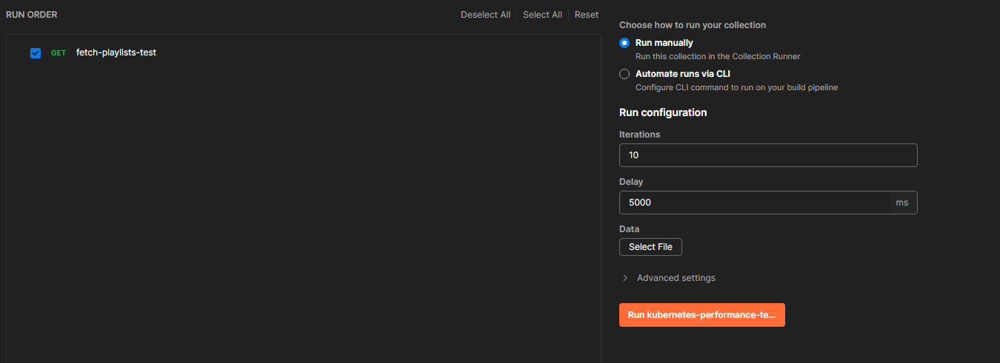 RUN ORDER
Deselect All
Select All
Reset
GET fetch-playlists-test
Choose how to run your collection
Run manually
Run this collection in the Collection Runner
Automate runs via CLI
Configure CLI command to run on your build pipeline
Run configuration
Iterations
10
Delay
5000 ms
Data
Select File
Advanced settings
Run kubernetes-performance-te...